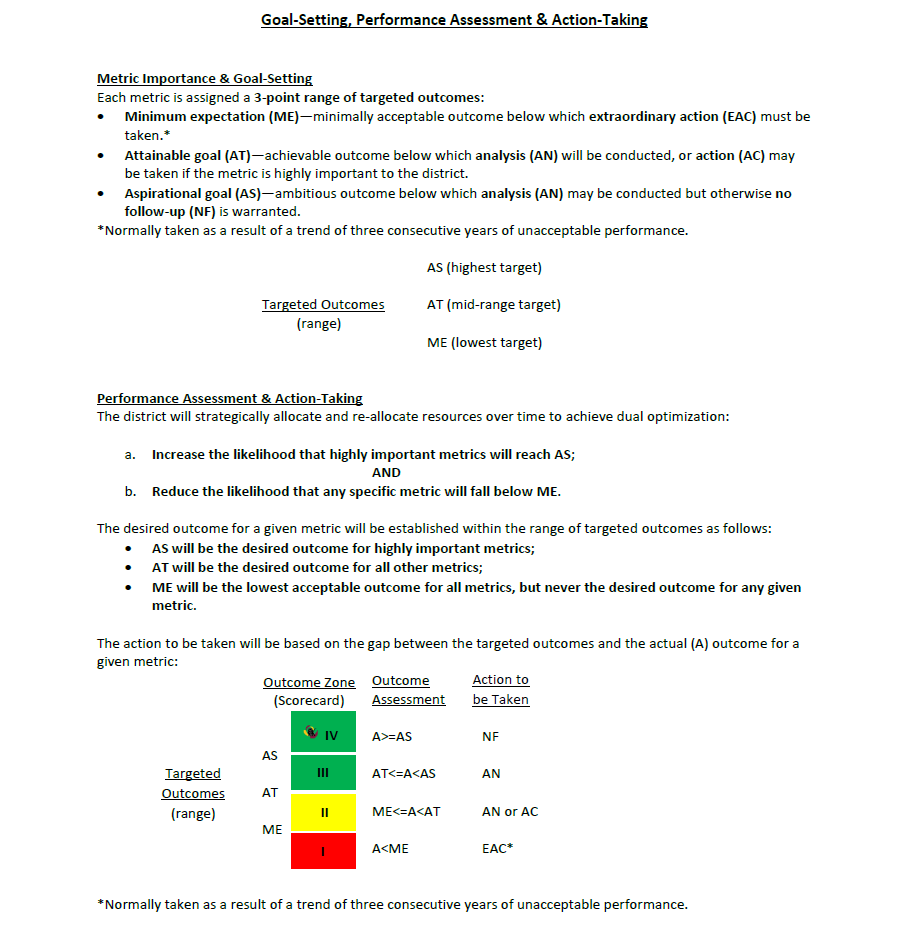 Goal-Setting, Performance Assessment & Action-Taking
Metric Importance & Goal-Setting
Each metric is assigned a 3-point range of targeted outcomes:
• Minimum expectation (ME)—minimally acceptable outcome below which extraordinary action (EAC) must be
taken.*
• Attainable goal (AT)—achievable outcome below which analysis (AN) will be conducted, or action (AC) may
be taken if the metric is highly important to the district.
• Aspirational goal (AS)—ambitious outcome below which analysis (AN) may be conducted but otherwise no
follow-up (NF) is warranted.
*Normally taken as a result of a trend of three consecutive years of unacceptable performance.
AS (highest target)
Targeted Outcomes AT (mid-range target)
(range)
ME (lowest target)
Performance Assessment & Action-Taking
The district will strategically allocate and re-allocate resources over time to achieve dual optimization:
a. Increase the likelihood that highly important metrics will reach AS;
AND
b. Reduce the likelihood that any specific metric will fall below ME.
The desired outcome for a given metric will be established within the range of targeted outcomes as follows:
• AS will be the desired outcome for highly important metrics;
• AT will be the desired outcome for all other metrics;
• ME will be the lowest acceptable outcome for all metrics, but never the desired outcome for any given
metric.
The action to be taken will be based on the gap between the targeted outcomes and the actual (A) outcome for a
given metric:
Outcome Zone Outcome Action to
(Scorecard) Assessment be Taken
IV A>=AS NF
AS
Targeted III AT<=A<AS AN
Outcomes AT
(range) II ME<=A<AT AN or AC
ME
I A<ME EAC*
*Normally taken as a result of a trend of three consecutive years of unacceptable performance.